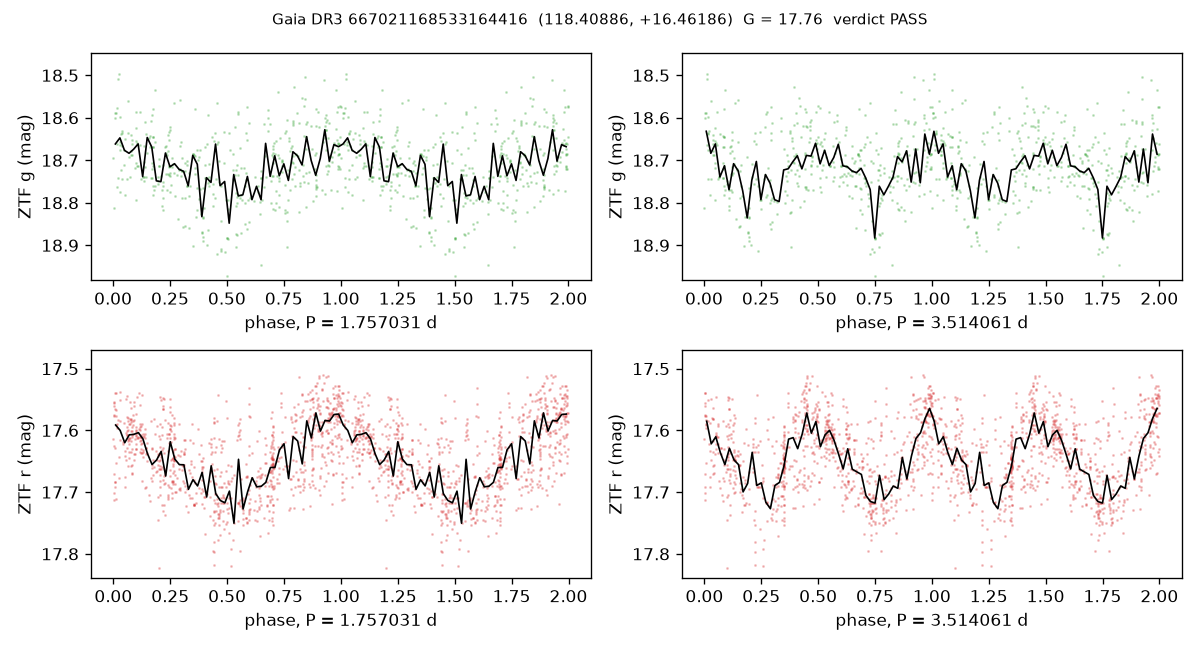 Gaia DR3 667021168533164416  (118.40886, +16.46186)  G = 17.76  verdict PASS
ZTF g (mag)
18.5
18.6
18.7
18.8
18.9
0.00 0.25 0.50 0.75 1.00 1.25 1.50 1.75 2.00
phase, P = 1.757031 d
ZTF g (mag)
18.5
18.6
18.7
18.8
18.9
0.00 0.25 0.50 0.75 1.00 1.25 1.50 1.75 2.00
phase, P = 3.514061 d
ZTF r (mag)
17.5
17.6
17.7
17.8
0.00 0.25 0.50 0.75 1.00 1.25 1.50 1.75 2.00
phase, P = 1.757031 d
ZTF r (mag)
17.5
17.6
17.7
17.8
0.00 0.25 0.50 0.75 1.00 1.25 1.50 1.75 2.00
phase, P = 3.514061 d